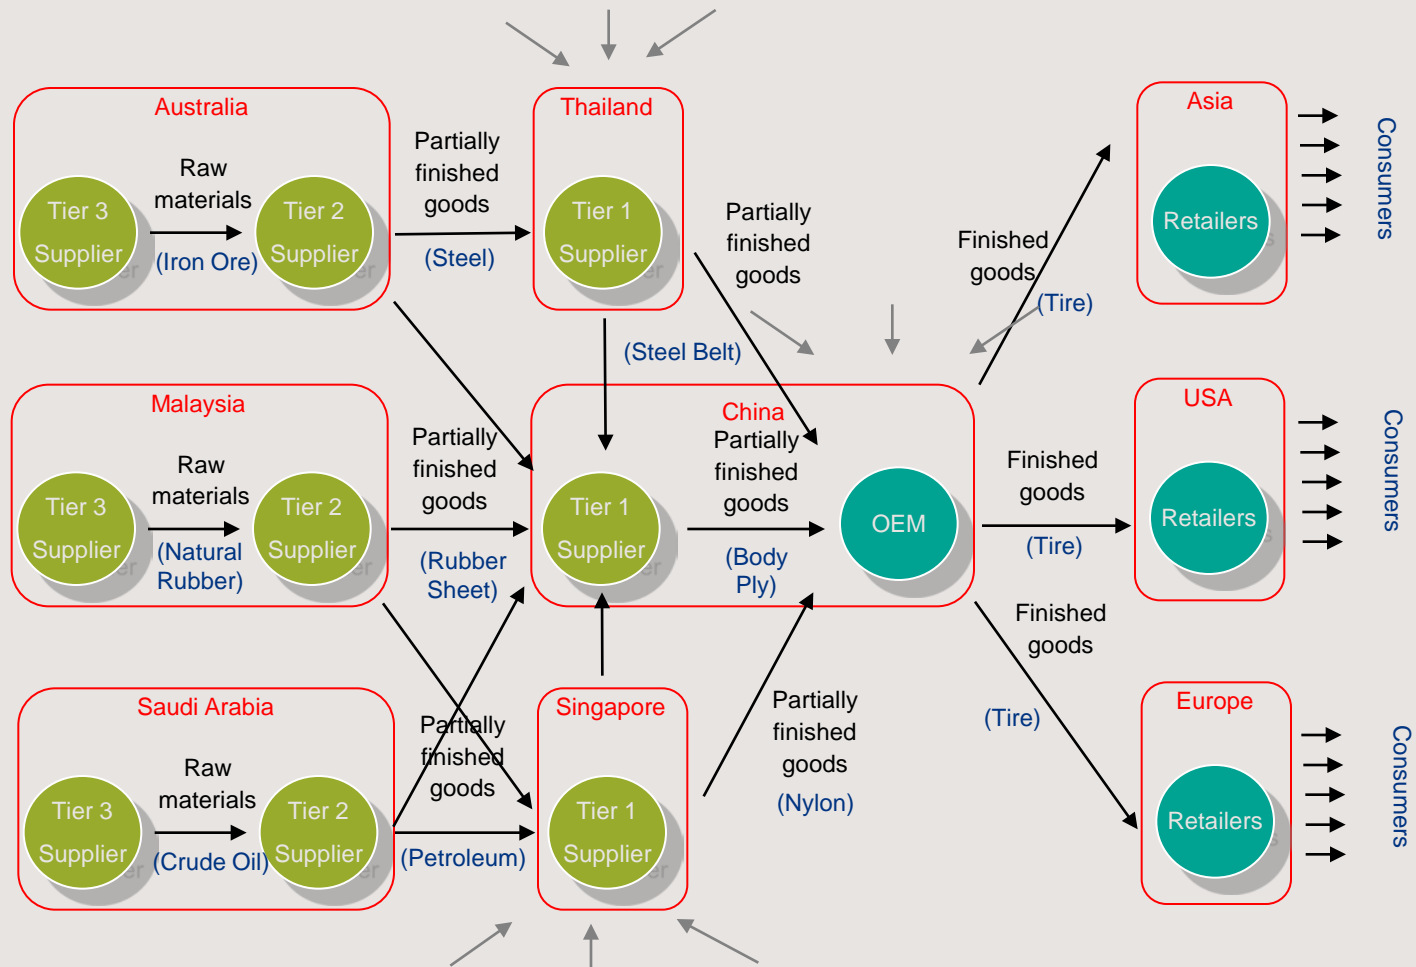 Australia
Thailand
Asia
Raw
materials
Tier 3
Supplier
(Iron Ore)
Tier 2
Supplier
Partially
finished
goods
(Steel)
Tier 1
Supplier
Partially
finished
goods
(Steel Belt)
Finished
goods
(Tire)
Retailers
Consumers
Malaysia
China
USA
Raw
materials
Tier 3
Supplier
(Natural
Rubber)
Tier 2
Supplier
Partially
finished
goods
(Rubber
Sheet)
Tier 1
Supplier
Partially
finished
goods
(Body
Ply)
OEM
Finished
goods
(Tire)
Retailers
Consumers
Saudi Arabia
Singapore
Europe
Raw
materials
Tier 3
Supplier
(Crude Oil)
Tier 2
Supplier
Partially
finished
goods
(Petroleum)
Tier 1
Supplier
Partially
finished
goods
(Nylon)
Finished
goods
(Tire)
Retailers
Consumers